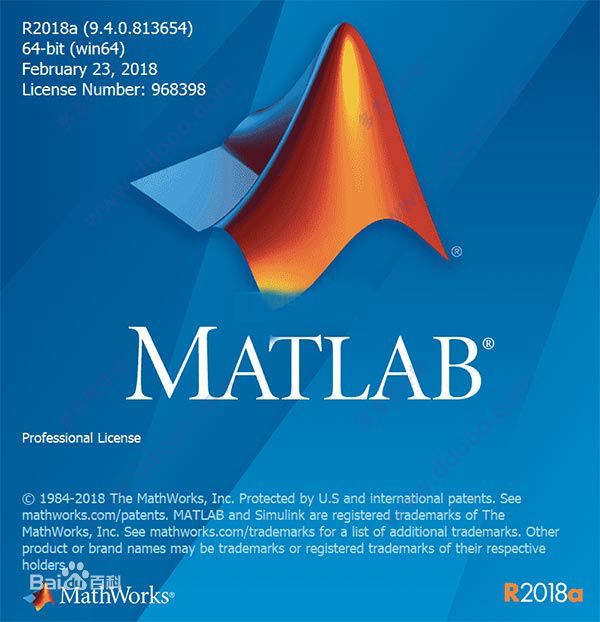 R2018a (9.4.0.813654)
64-bit (win64)
February 23, 2018
License Number: 968398
®
MATLAB®
Professional License
© 1984-2018 The MathWorks, Inc. Protected by U.S and international patents. See
mathworks.com/patents. MATLAB and Simulink are registered trademarks of The
MathWorks, Inc. See mathworks.com/trademarks for a list of additional trademarks. Other
product or brand names may be trademarks or registered trademarks of their respective
holders.
Bai du 百科
MathWorks®
R2018a